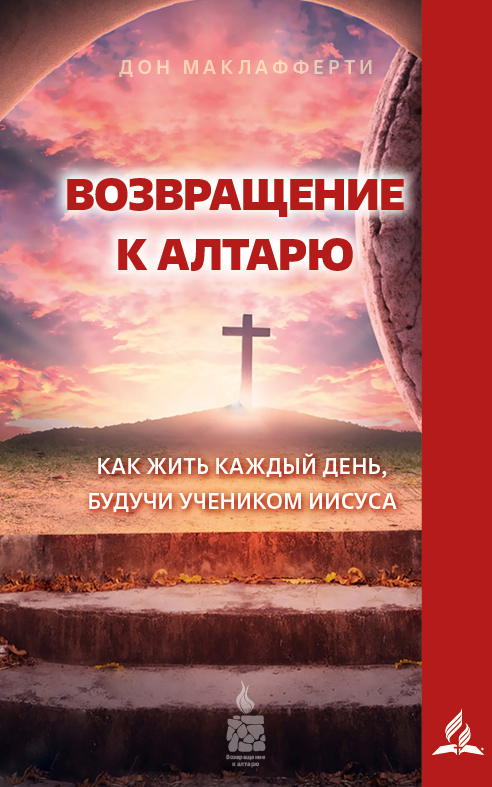 ДОН МАКЛАФФЕРТИ
ВОЗВРАЩЕНИЕ
К АЛТАРЮ
КАК ЖИТЬ КАЖДЫЙ ДЕНЬ,
БУДУЧИ УЧЕНИКОМ ИИСУСА
Возвращение
к алтарю